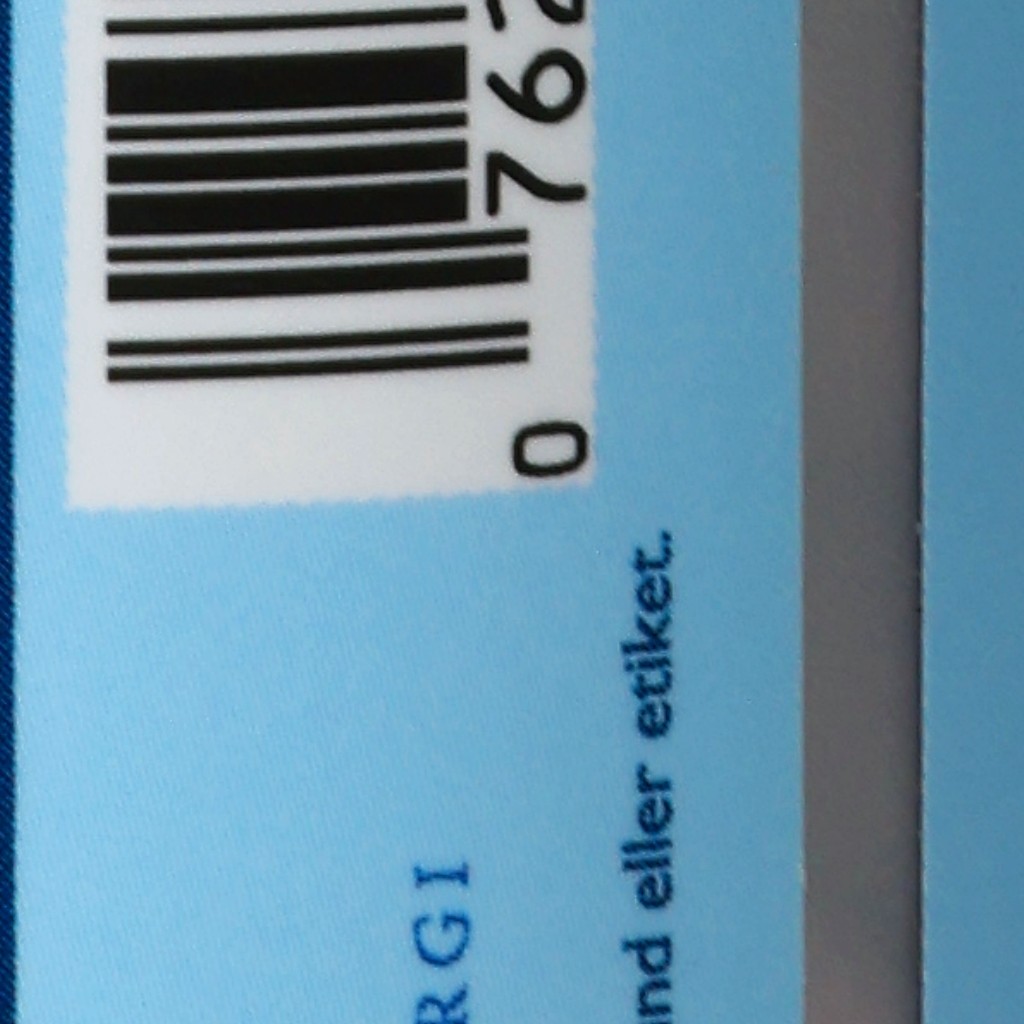 0 762
RGI
nd eller etiket.